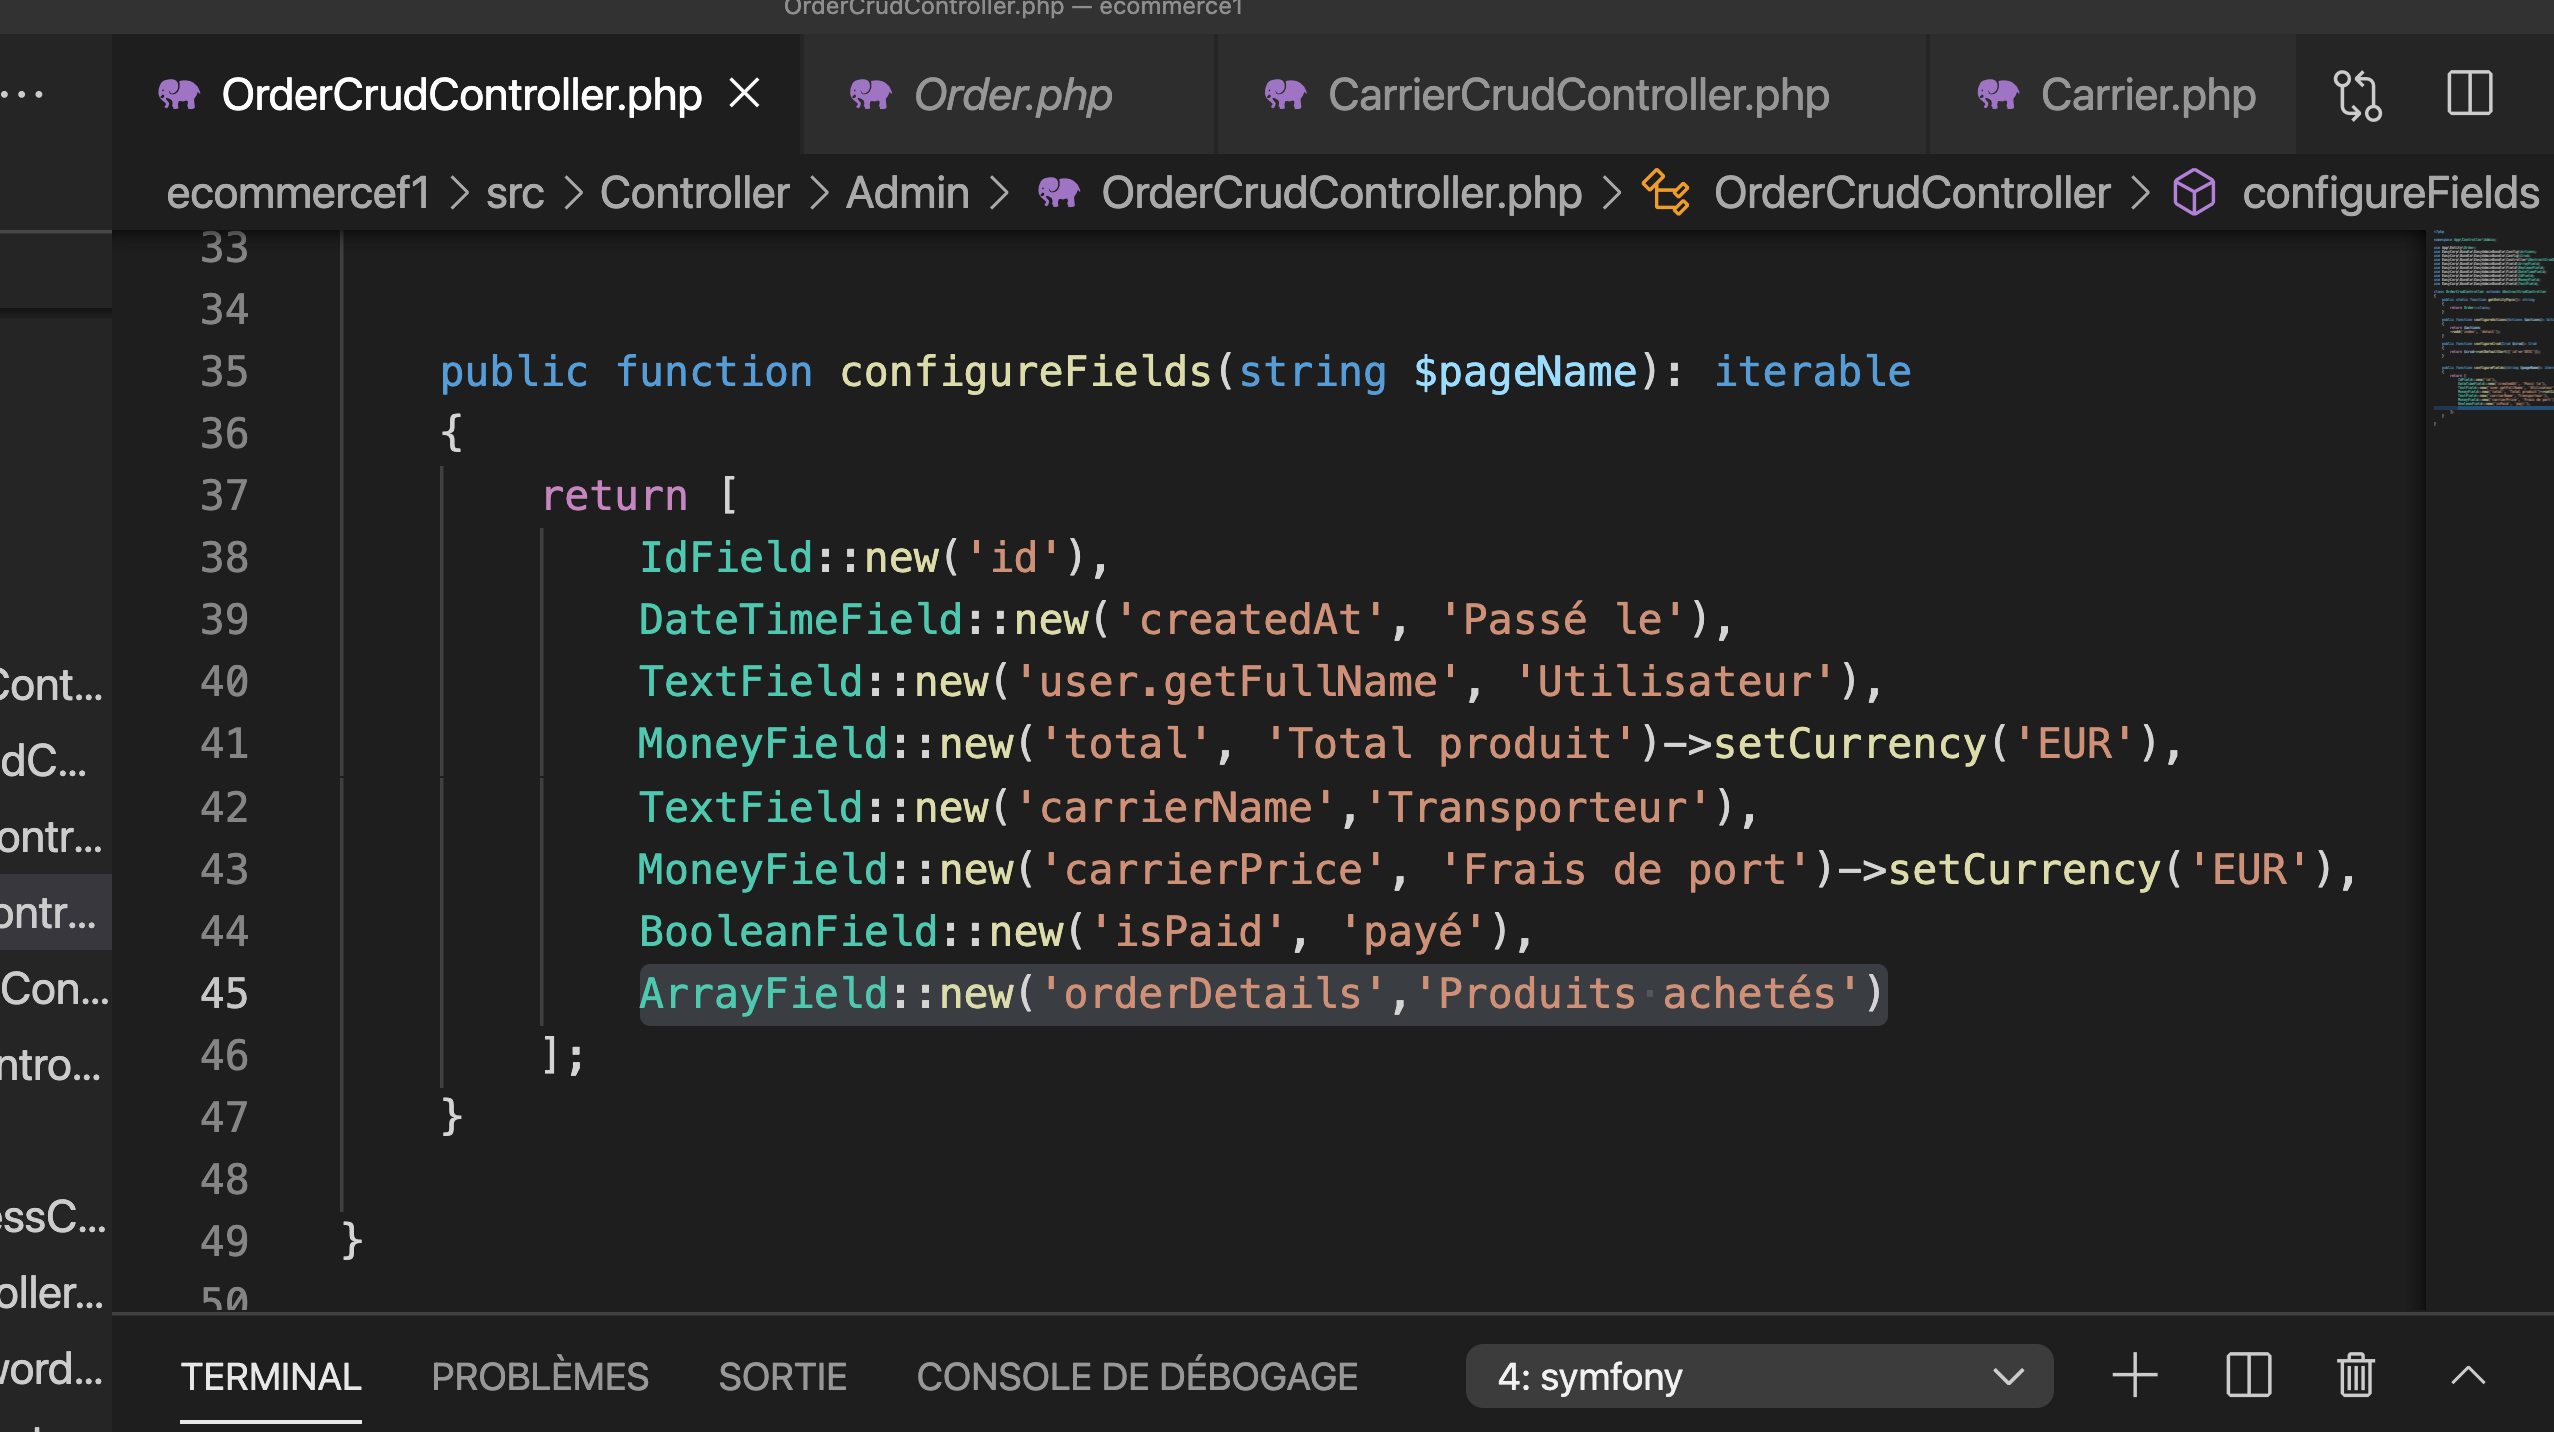 OrderCrudController.php — ecommerce1
OrderCrudController.php Order.php CarrierCrudController.php Carrier.php
ecommercef1 > src > Controller > Admin > OrderCrudController.php > OrderCrudController > configureFields
33
34
35 public function configureFields(string $pageName): iterable
36 {
37 return [
38 IdField::new('id'),
39 DateTimeField::new('createdAt', 'Passé le'),
40 TextField::new('user.getFullName', 'Utilisateur'),
41 MoneyField::new('total', 'Total produit')->setCurrency('EUR'),
42 TextField::new('carrierName','Transporteur'),
43 MoneyField::new('carrierPrice', 'Frais de port')->setCurrency('EUR'),
44 BooleanField::new('isPaid', 'payé'),
45 ArrayField::new('orderDetails','Produits achetés')
46 ];
47 }
48
49 }
50
Cont...
dC...
ontr...
ontr...
Con...
ntro...
essC...
oller...
word...
TERMINAL PROBLÈMES SORTIE CONSOLE DE DÉBOGAGE 4: symfony